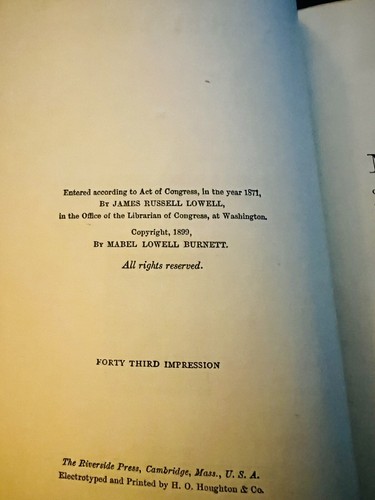 Entered according to Act of Congress, in the year 1871,
BY JAMES RUSSELL LOWELL,
in the Office of the Librarian of Congress, at Washington.
Copyright, 1899,
BY MABEL LOWELL BURNETT.
All rights reserved.
FORTY THIRD IMPRESSION
The Riverside Press, Cambridge, Mass., U. S. A.
Electrotyped and Printed by H. O. Houghton & Co.